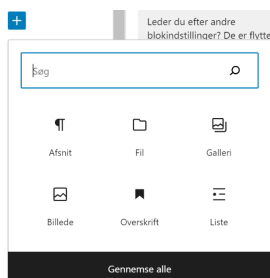 Leder du efter andre
blokindstillinger? De er flytte
Søg
Afsnit
Fil
Galleri
Billede
Overskrift
Liste
Gennemse alle